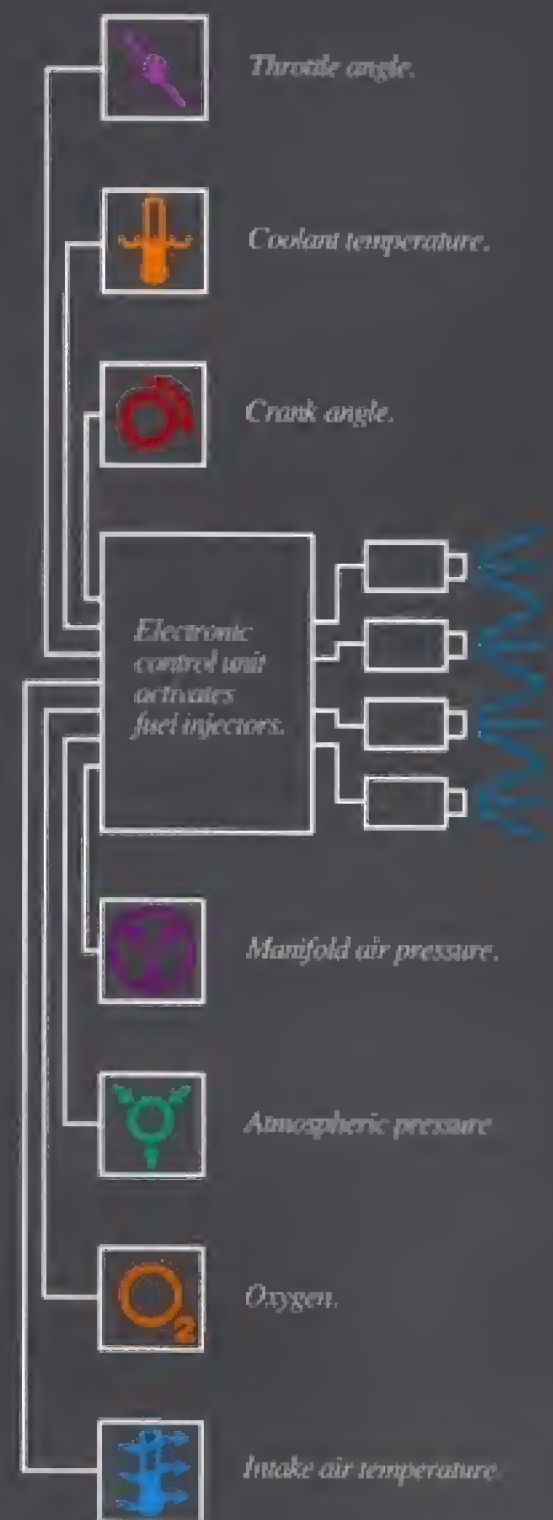 Throttle angle.
Coolant temperature.
Crank angle.
Electronic
control unit
activates
fuel injectors.
Manifold air pressure.
Atmospheric pressure
Oxygen.
2
Intake air temperature